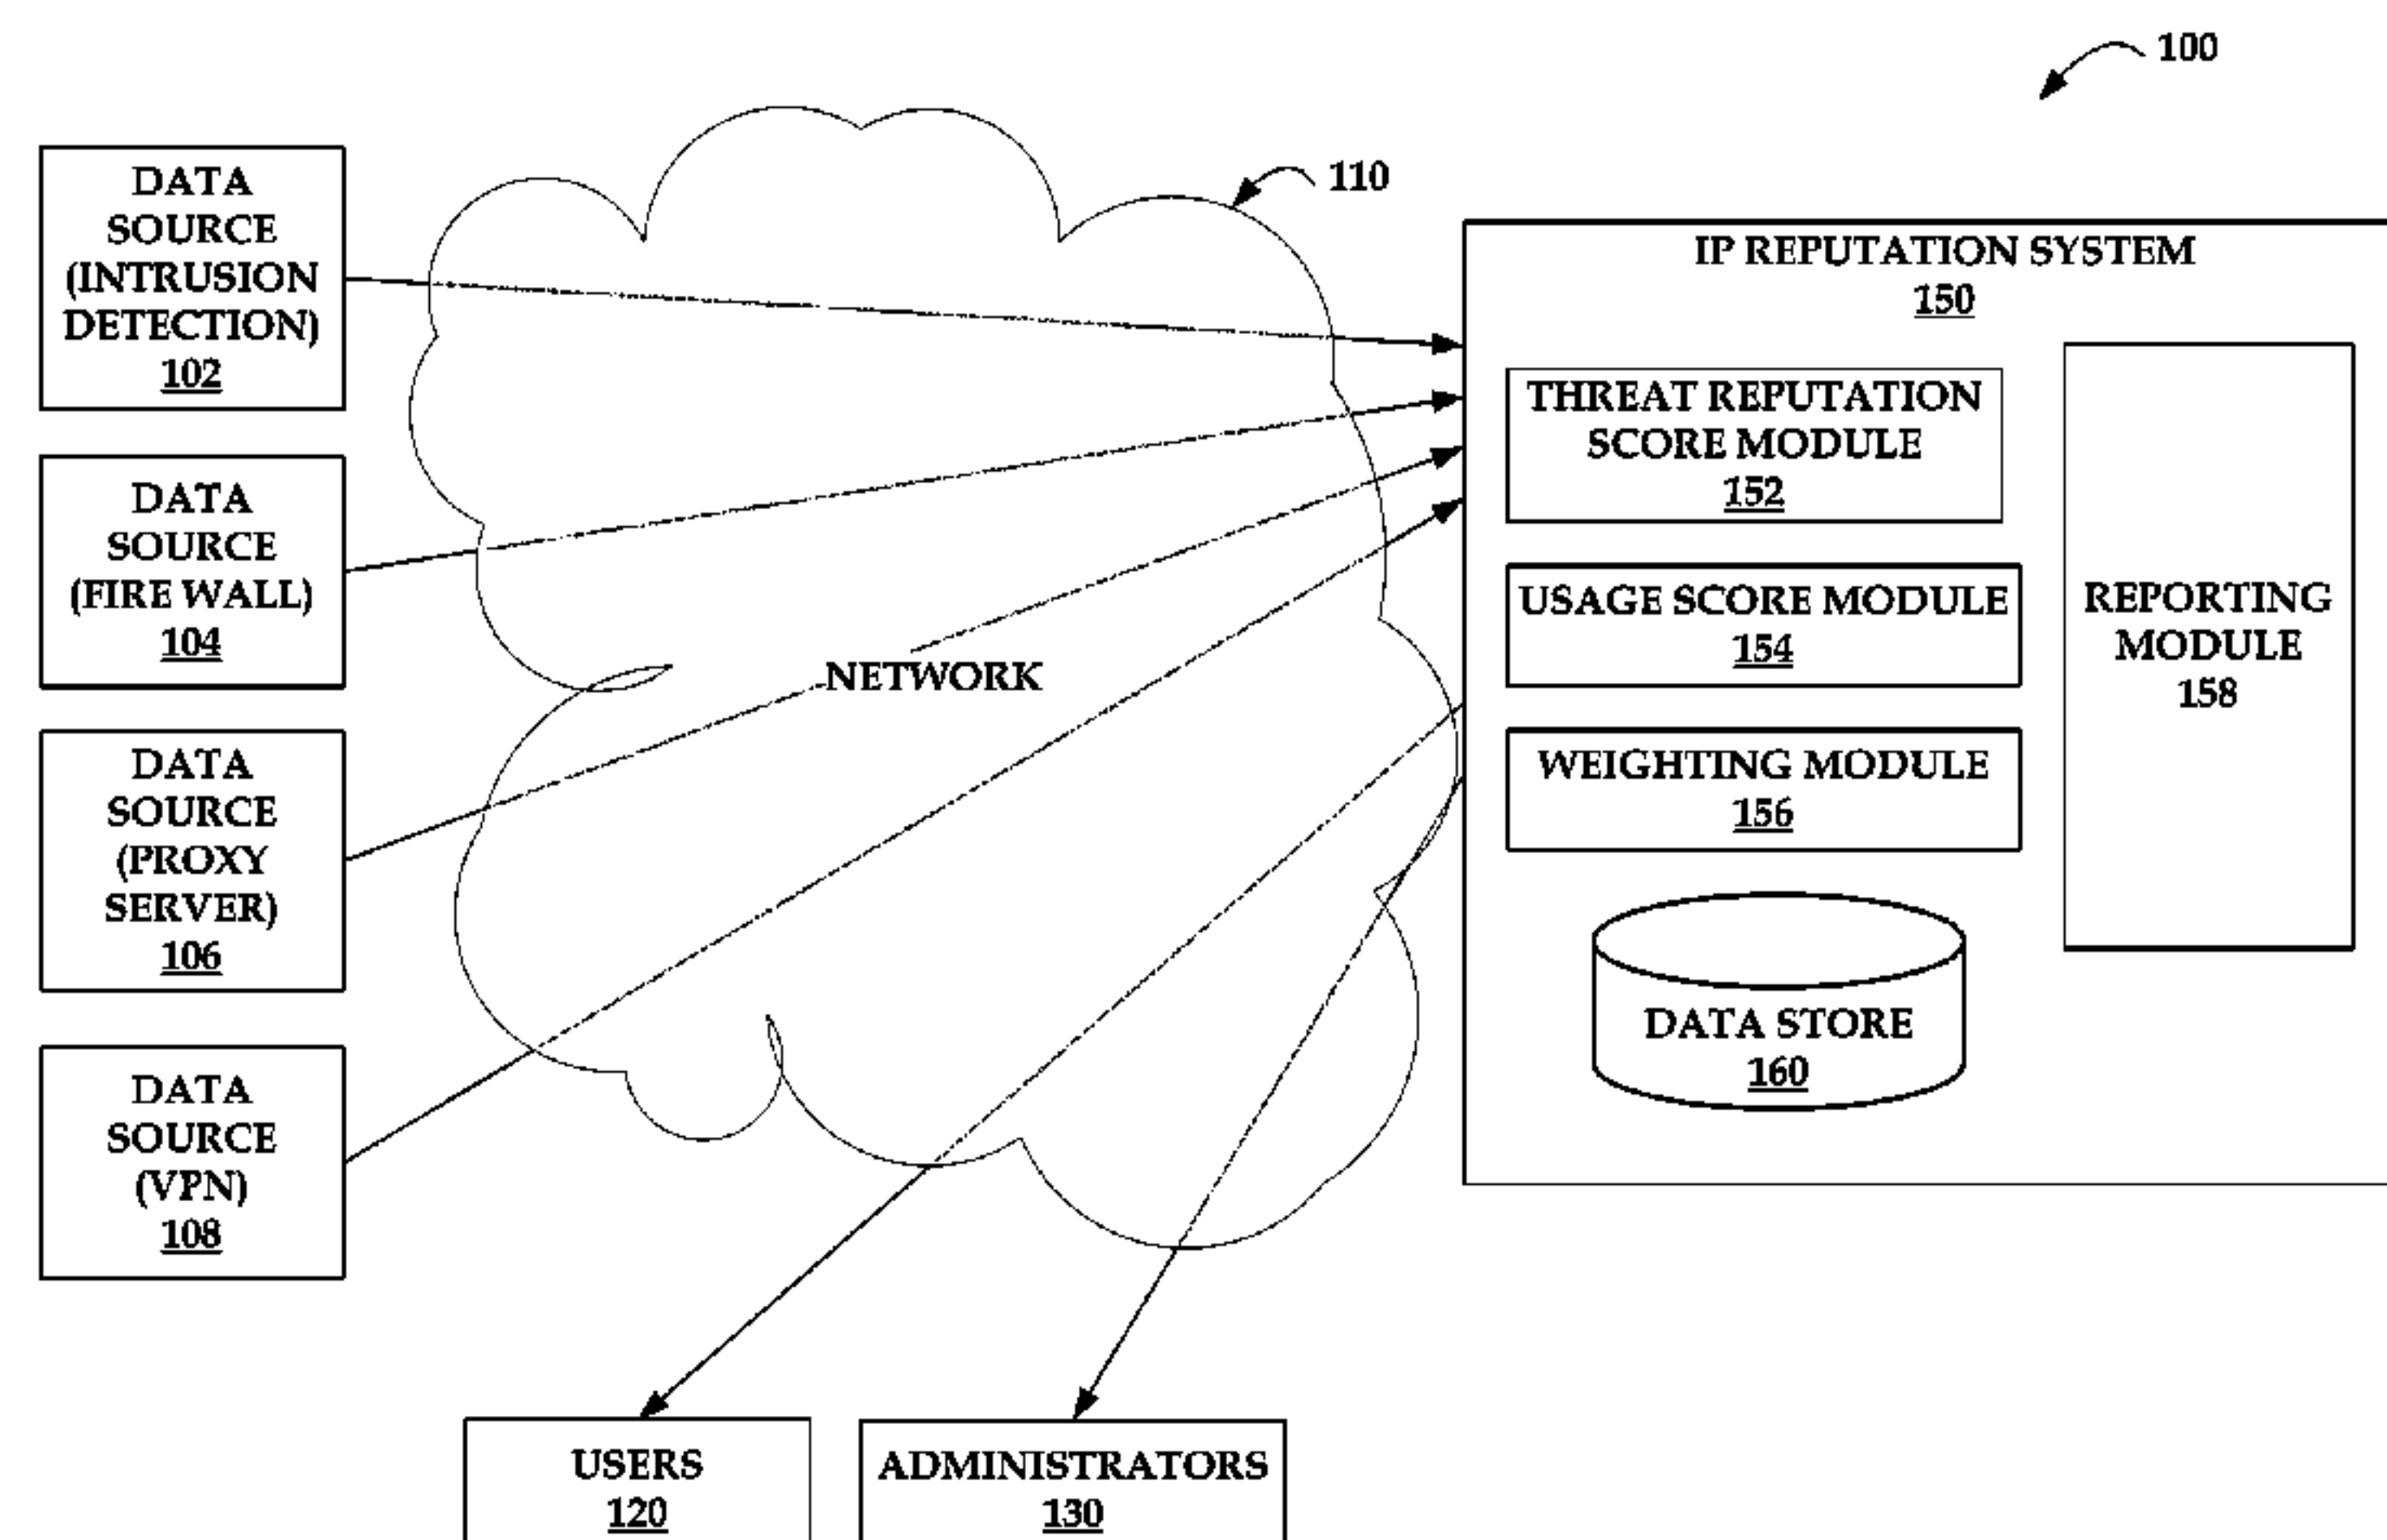 100
110
DATA
SOURCE
(INTRUSION
DETECTION)
102
DATA
SOURCE
(FIRE WALL)
104
DATA
SOURCE
(PROXY
SERVER)
106
DATA
SOURCE
(VPN)
108
NETWORK
IP REPUTATION SYSTEM
150
THREAT REPUTATION
SCORE MODULE
152
USAGE SCORE MODULE
154
WEIGHTING MODULE
156
DATA STORE
160
REPORTING
MODULE
158
USERS
120
ADMINISTRATORS
130